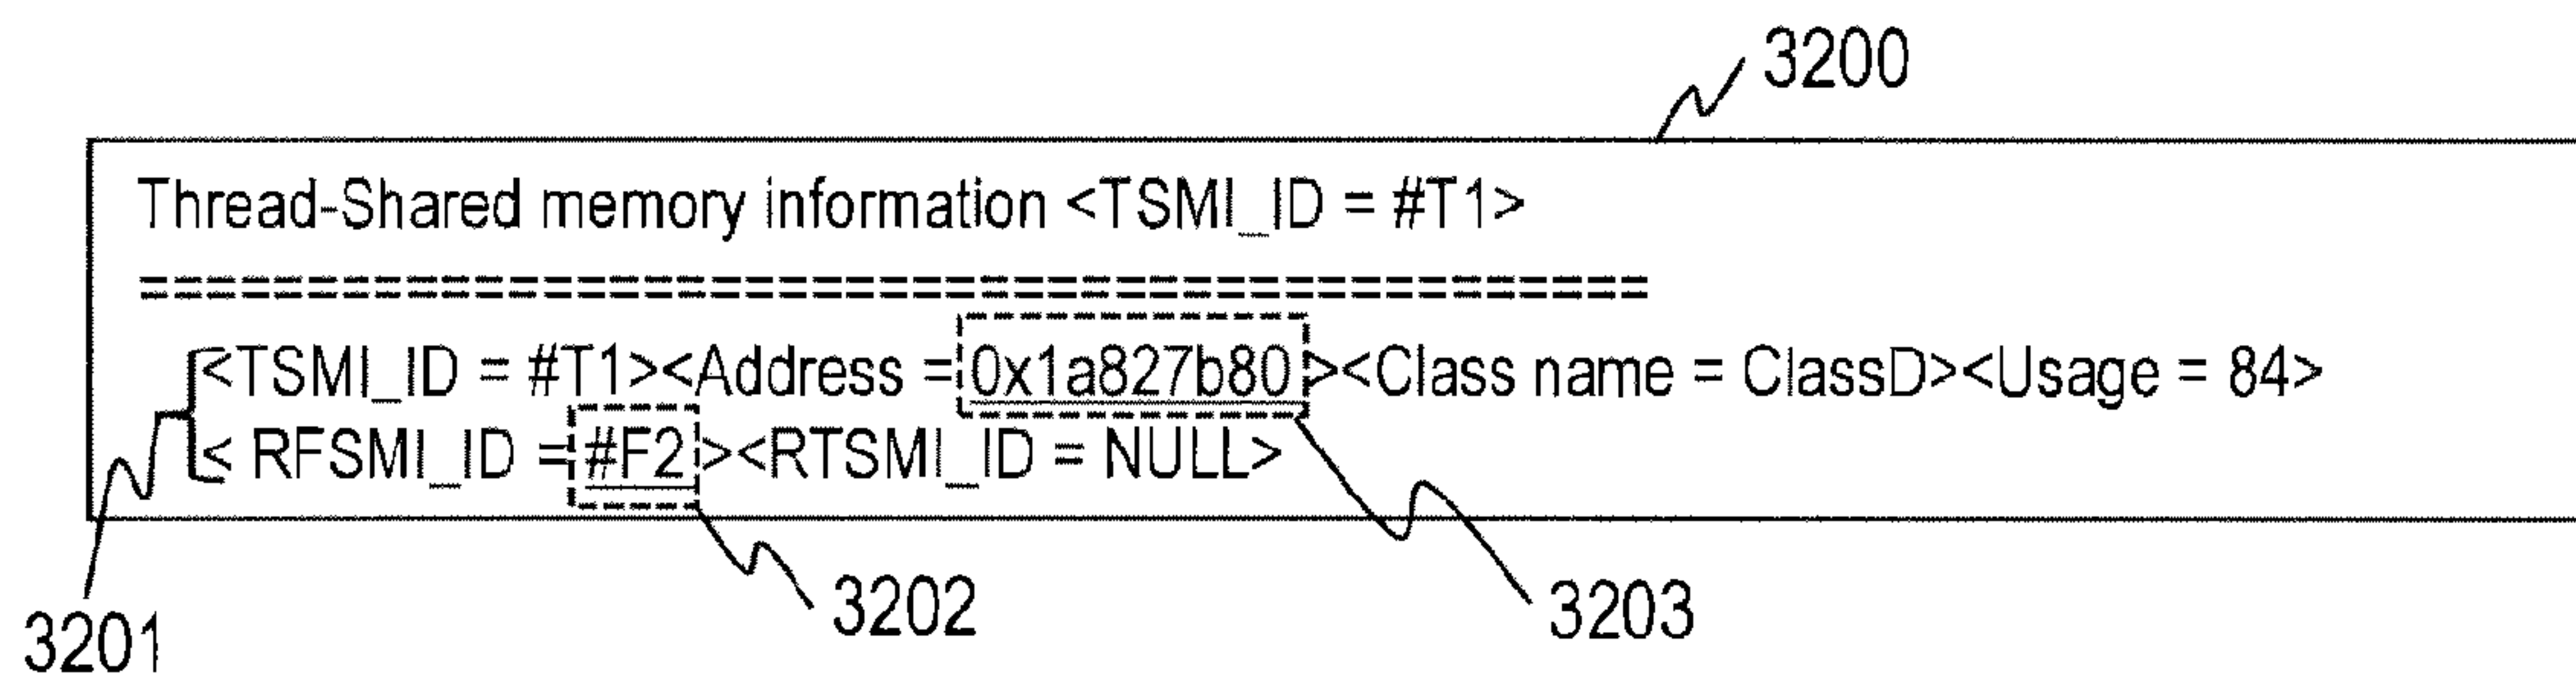 3200
Thread-Shared memory information <TSMI_ID = #T1>
=============================================
<TSMI_ID = #T1><Address = 0x1a827b80 ><Class name = ClassD><Usage = 84>
< RFSMI_ID = #F2 ><RTSMI_ID = NULL>
3202
3203
3201